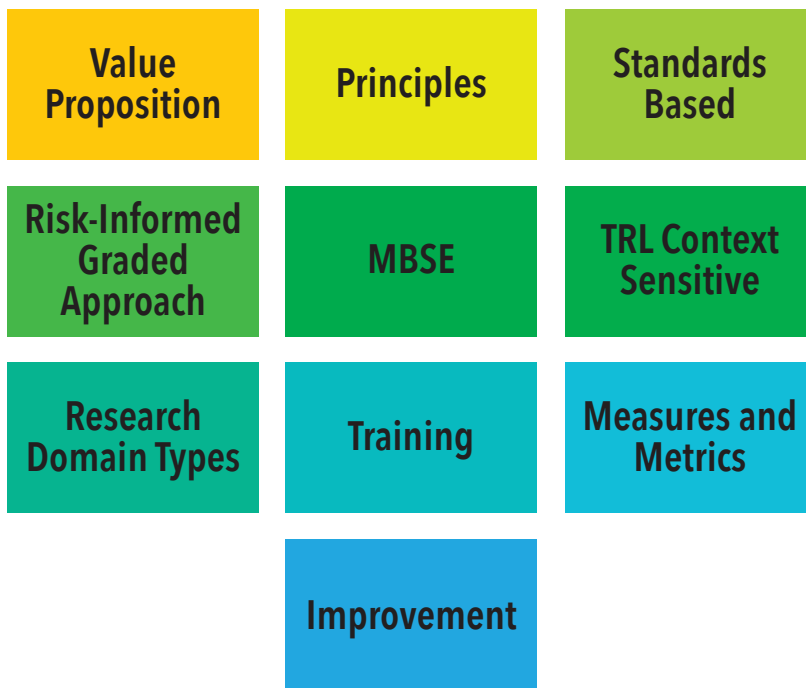 Value
Proposition
Principles
Standards
Based
Risk-Informed
Graded
Approach
MBSE
TRL Context
Sensitive
Research
Domain Types
Training
Measures and
Metrics
Improvement